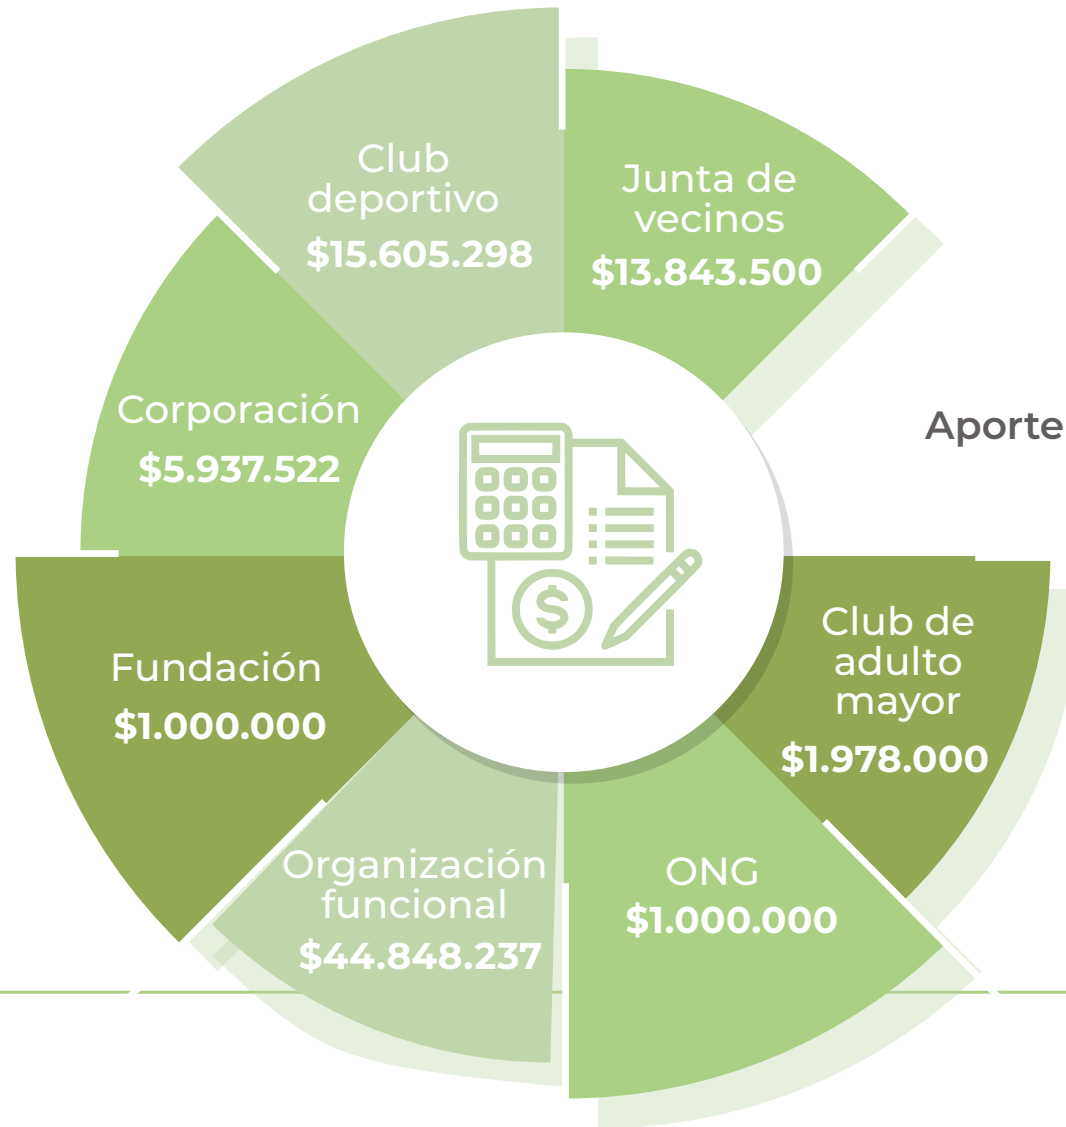 Club
deportivo
$15.605.298
Junta de
vecinos
$13.843.500
Corporación
$5.937.522
Aporte
Fundación
$1.000.000
Club de
adulto
mayor
$1.978.000
Organización
funcional
$44.848.237
ONG
$1.000.000
$